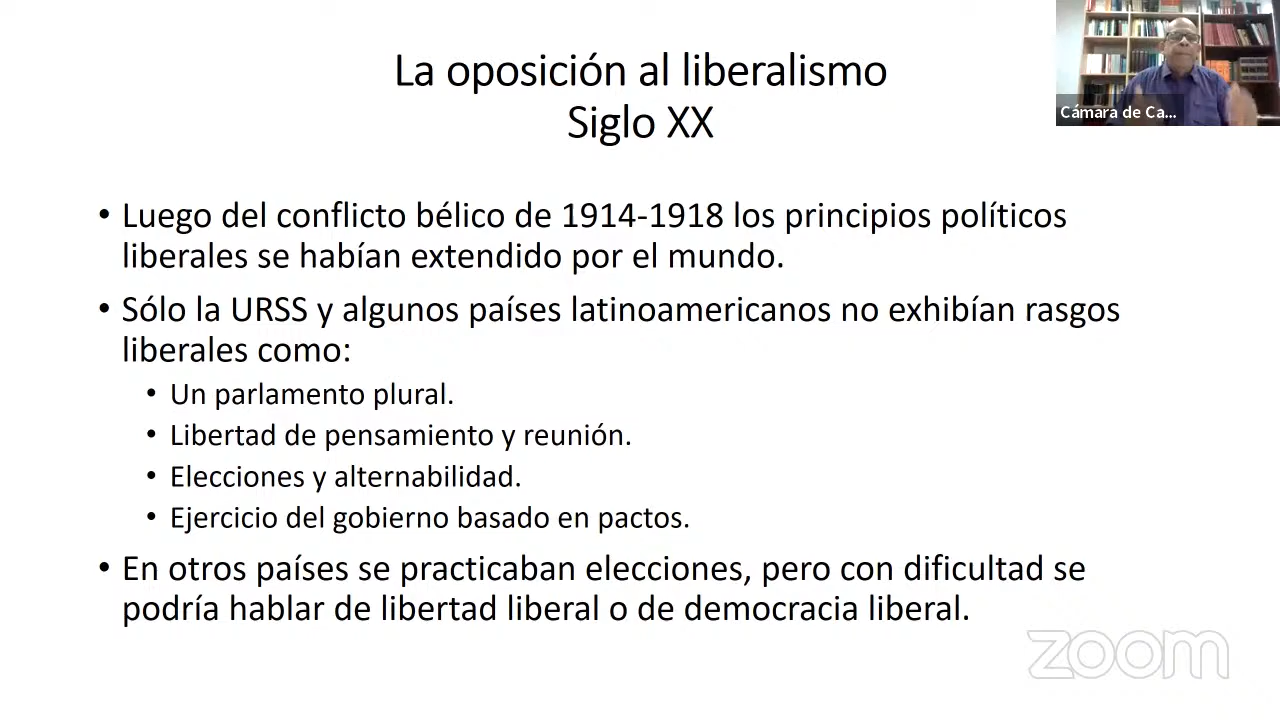 La oposición al liberalismo
Siglo XX
Cámara de Ca...
• Luego del conflicto bélico de 1914-1918 los principios políticos
liberales se habían extendido por el mundo.
• Sólo la URSS y algunos países latinoamericanos no exhibían rasgos
liberales como:
• Un parlamento plural.
• Libertad de pensamiento y reunión.
• Elecciones y alternabilidad.
• Ejercicio del gobierno basado en pactos.
• En otros países se practicaban elecciones, pero con dificultad se
podría hablar de libertad liberal o de democracia liberal.
zoom